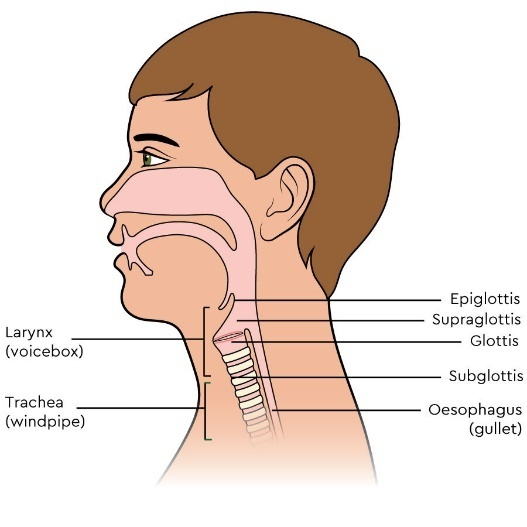 Larynx
(voicebox)
Trachea
(windpipe)
Epiglottis
Supraglottis
Glottis
Subglottis
Oesophagus
(gullet)